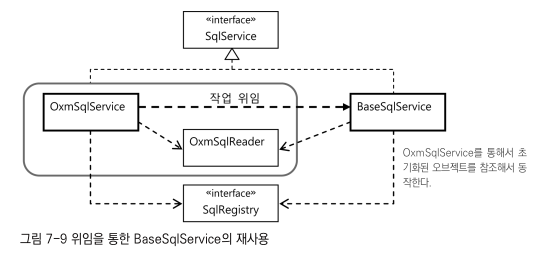 «interface»
SqlService
OxmSqlService
작업 위임
BaseSqlService
OxmSqlReader
OxmSqlService를 통해서 초
기화된 오브젝트를 참조해서 동
작한다.
«interface»
SqlRegistry
그림 7-9 위임을 통한 BaseSqlService의 재사용